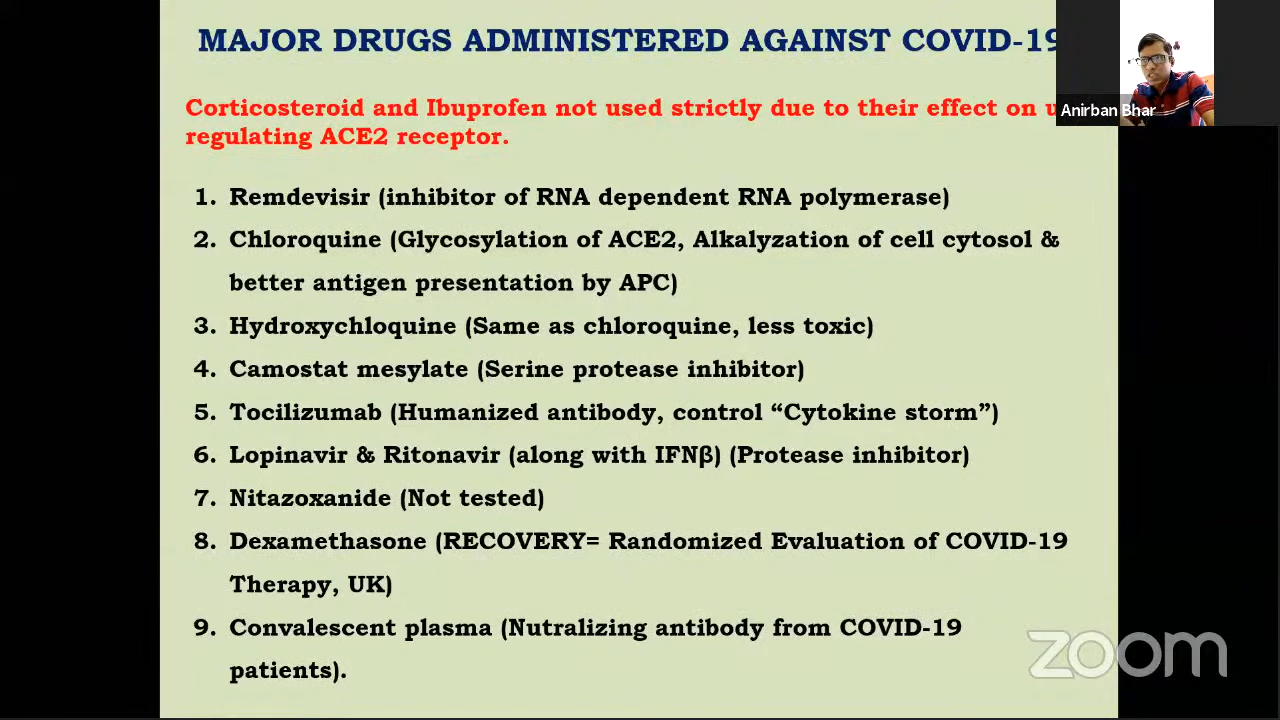 MAJOR DRUGS ADMINISTERED AGAINST COVID-19
Corticosteroid and Ibuprofen not used strictly due to their effect on u
regulating ACE2 receptor.
1. Remdevisir (inhibitor of RNA dependent RNA polymerase)
2. Chloroquine (Glycosylation of ACE2, Alkalyzation of cell cytosol &
better antigen presentation by APC)
3. Hydroxychloquine (Same as chloroquine, less toxic)
4. Camostat mesylate (Serine protease inhibitor)
5. Tocilizumab (Humanized antibody, control “Cytokine storm”)
6. Lopinavir & Ritonavir (along with IFNβ) (Protease inhibitor)
7. Nitazoxanide (Not tested)
8. Dexamethasone (RECOVERY= Randomized Evaluation of COVID-19
Therapy, UK)
9. Convalescent plasma (Nutralizing antibody from COVID-19
patients).
Anirban Bhar
zoom